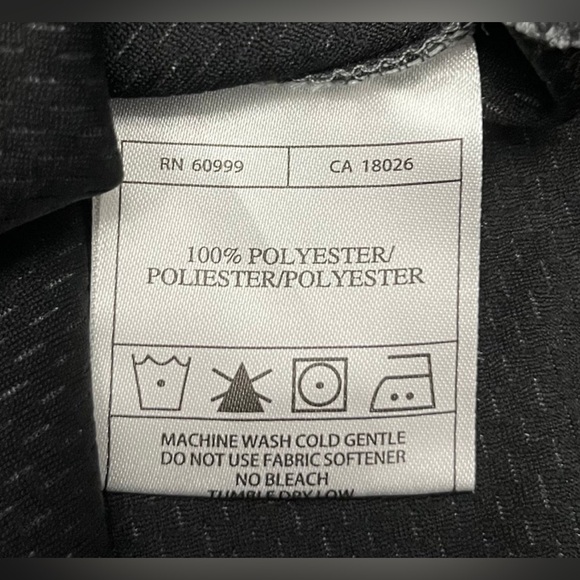 RN 60999 CA 18026
100% POLYESTER/
POLIESTER/POLYESTER
MACHINE WASH COLD GENTLE
DO NOT USE FABRIC SOFTENER
NO BLEACH
TUMBLE DRY LOW